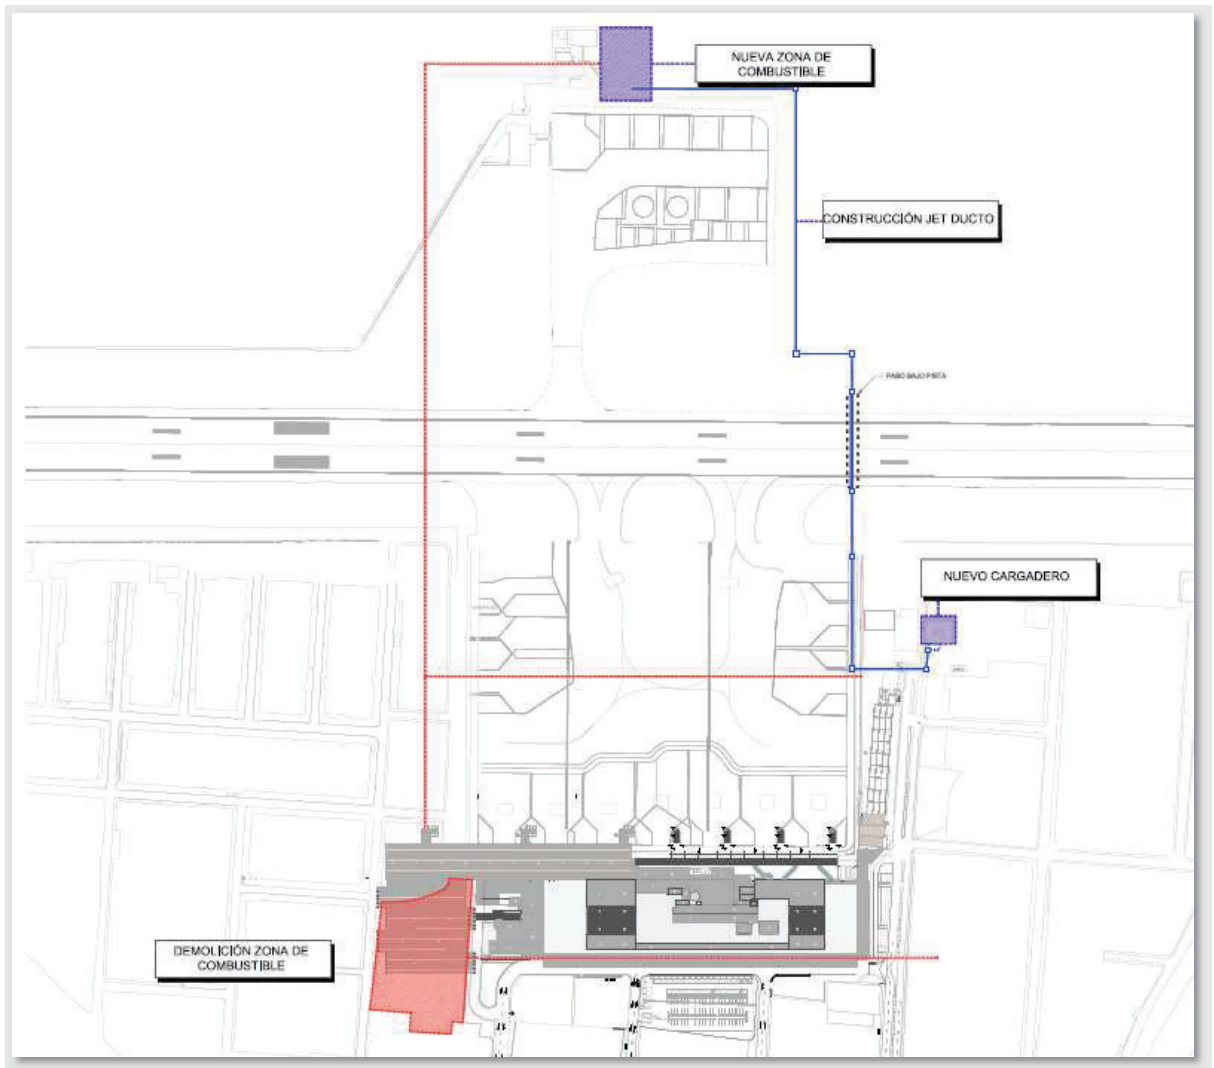 NUEVA ZONA DE
COMBUSTIBLE
CONSTRUCCIÓN JET DUCTO
PASO BAJO PISTA
NUEVO CARGADERO
DEMOLICIÓN ZONA DE
COMBUSTIBLE